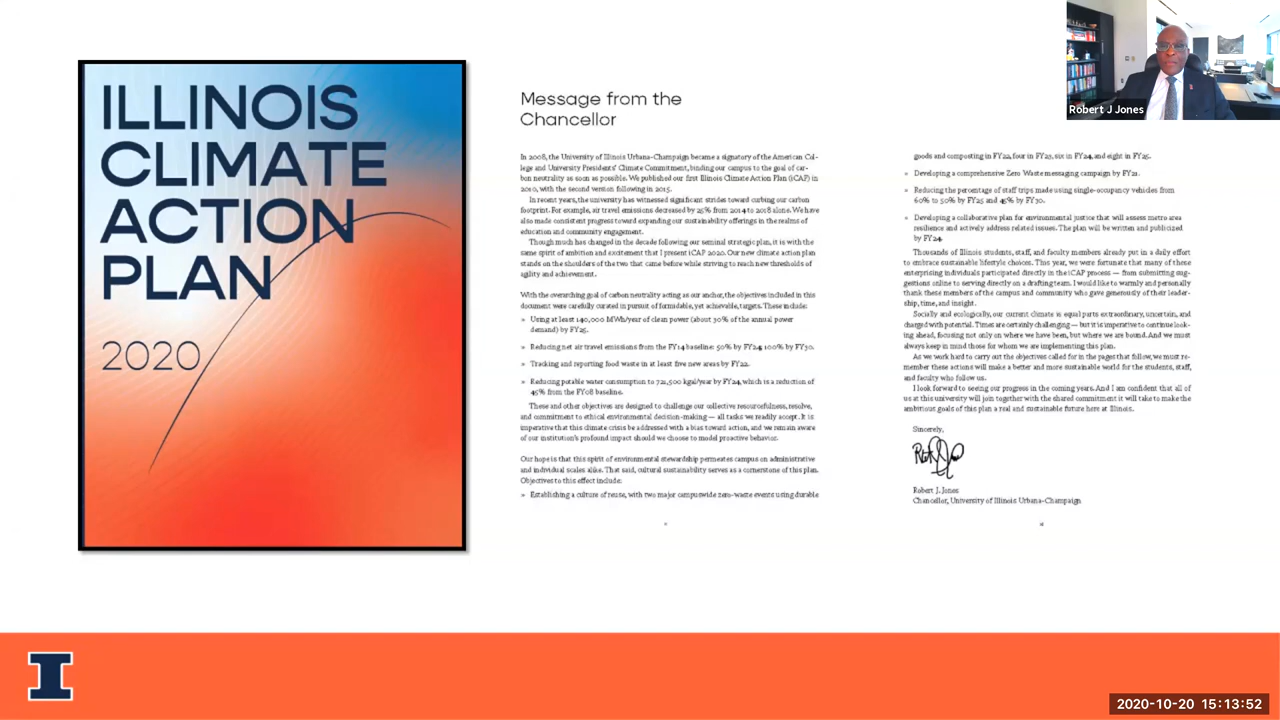 ILLINOIS
CLIMATE
ACTION
PLAN
2020
Message from the
Chancellor
In 2008, the University of Illinois Urbana-Champaign became a signatory of the American Col-
lege and University Presidents' Climate Commitment, binding our campus to the goal of car-
bon neutrality as soon as possible. We published our first Illinois Climate Action Plan (iCAP) in
2010, with the second version following in 2015.
In recent years, the university has witnessed significant strides toward curbing our carbon
footprint. For example, air travel emissions decreased by 25% from 2014 to 2018 alone. We have
also made consistent progress toward expanding our sustainability offerings in the realms of
education and community engagement.
Though much has changed in the decade following our seminal strategic plan, it is with the
same spirit of ambition and excitement that I present iCAP 2020. Our new climate action plan
stands on the shoulders of the two that came before while striving to reach new thresholds of
agility and achievement.
With the overarching goal of carbon neutrality acting as our anchor, the objectives included in this
document were carefully curated in pursuit of formidable, yet achievable, targets. These include:
» Using at least 140,000 MWh/year of clean power (about 30% of the annual power
demand) by FY25.
» Reducing net air travel emissions from the FY14 baseline: 50% by FY24; 100% by FY30.
» Tracking and reporting food waste in at least five new areas by FY22.
» Reducing potable water consumption to 721,500 kgal/year by FY24, which is a reduction of
45% from the FY08 baseline.
These and other objectives are designed to challenge our collective resourcefulness, resolve,
and commitment to ethical environmental decision-making — all tasks we readily accept. It is
imperative that this climate crisis be addressed with a bias toward action, and we remain aware
of our institution's profound impact should we choose to model proactive behavior.
Our hope is that this spirit of environmental stewardship permeates campus on administrative
and individual scales alike. That said, cultural sustainability serves as a cornerstone of this plan.
Objectives to this effect include:
» Establishing a culture of reuse, with two major campuswide zero-waste events using durable
goods and composting in FY22, four in FY23, six in FY24, and eight in FY25.
» Developing a comprehensive Zero Waste messaging campaign by FY21.
» Reducing the percentage of staff trips made using single-occupancy vehicles from
60% to 50% by FY25 and 45% by FY30.
» Developing a collaborative plan for environmental justice that will assess metro area
resilience and actively address related issues. The plan will be written and publicized
by FY24.
Thousands of Illinois students, staff, and faculty members already put in a daily effort
to embrace sustainable lifestyle choices. This year, we were fortunate that many of these
enterprising individuals participated directly in the iCAP process — from submitting sug-
gestions online to serving directly on a drafting team. I would like to warmly and personally
thank these members of the campus and community who gave generously of their leader-
ship, time, and insight.
Socially and ecologically, our current climate is equal parts extraordinary, uncertain, and
charged with potential. Times are certainly challenging — but it is imperative to continue look-
ing ahead, focusing not only on where we have been, but where we are bound. And we must
always keep in mind those for whom we are implementing this plan.
As we work hard to carry out the objectives called for in the pages that follow, we must re-
member these actions will make a better and more sustainable world for the students, staff,
and faculty who follow us.
I look forward to seeing our progress in the coming years. And I am confident that all of
us at this university will join together with the shared commitment it will take to make the
ambitious goals of this plan a real and sustainable future here at Illinois.
Sincerely,
Robert J. Jones
Chancellor, University of Illinois Urbana-Champaign
Robert J Jones
I
2020-10-20 15:13:52